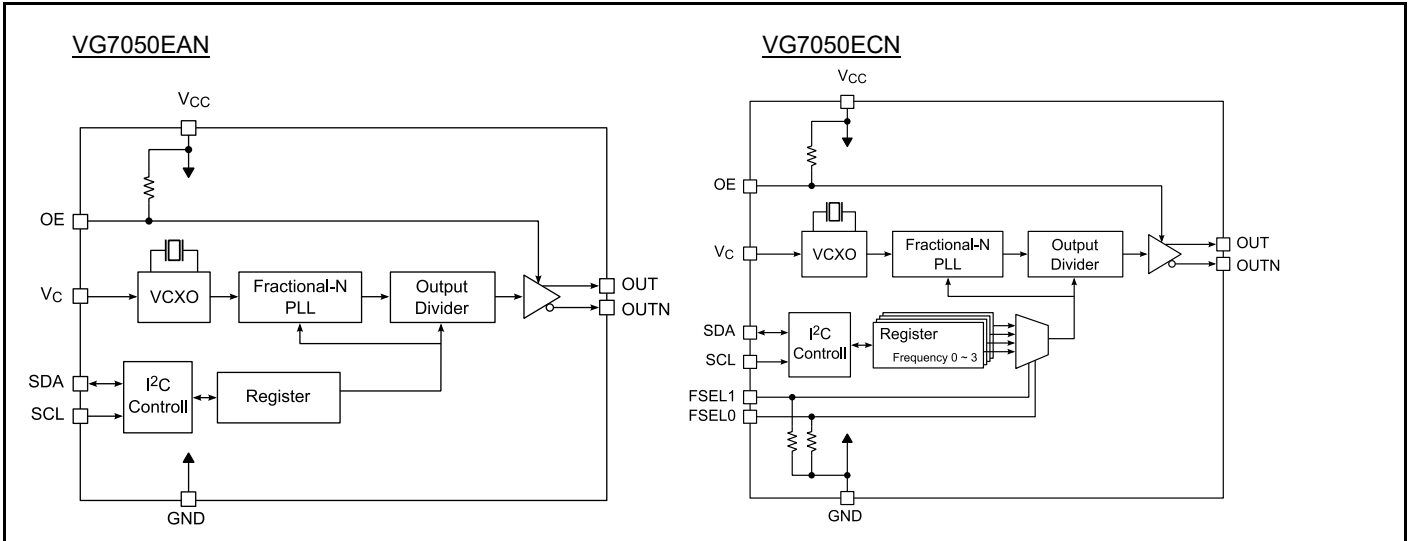 VG7050EAN
VCC
OE
VC
VCXO
Fractional-N
PLL
Output
Divider
OUT
OUTN
SDA
SCL
I2C
Controll
Register
GND
VG7050ECN
VCC
OE
VC
VCXO
Fractional-N
PLL
Output
Divider
OUT
OUTN
SDA
SCL
I2C
Controll
Register
Frequency 0 ~ 3
FSEL1
FSEL0
GND